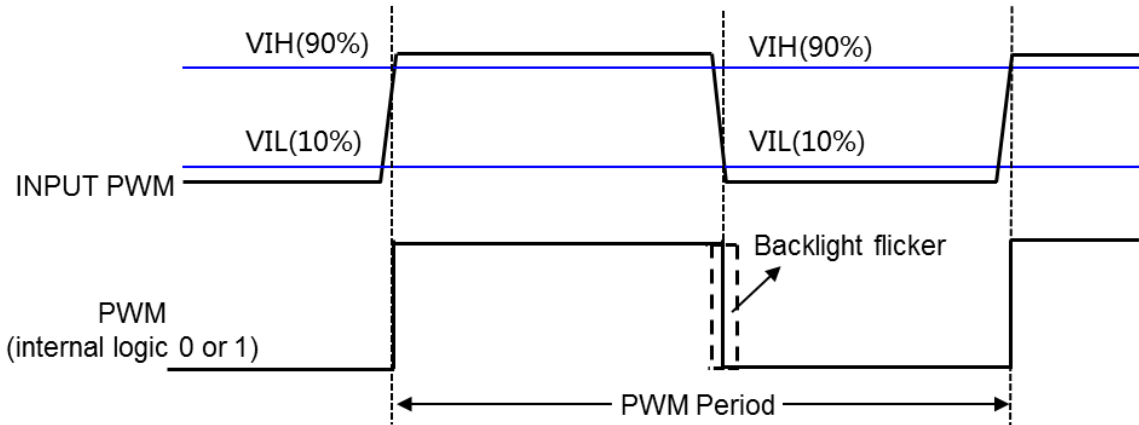 VIH(90%)
VIH(90%)
VIL(10%)
VIL(10%)
INPUT PWM
Backlight flicker
PWM
(internal logic 0 or 1)
PWM Period